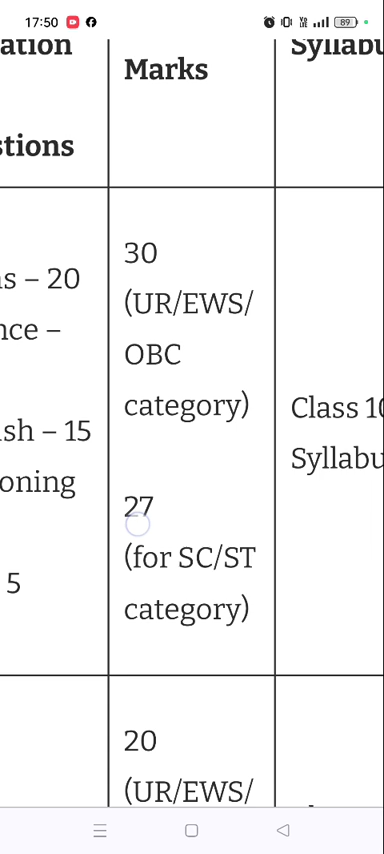 17:50
89
ation
stions
Marks
Syllabu
s – 20
nce –
sh – 15
oning
5
30
(UR/EWS/
OBC
category)
27
(for SC/ST
category)
Class 10
Syllabu
20
(UR/EWS/